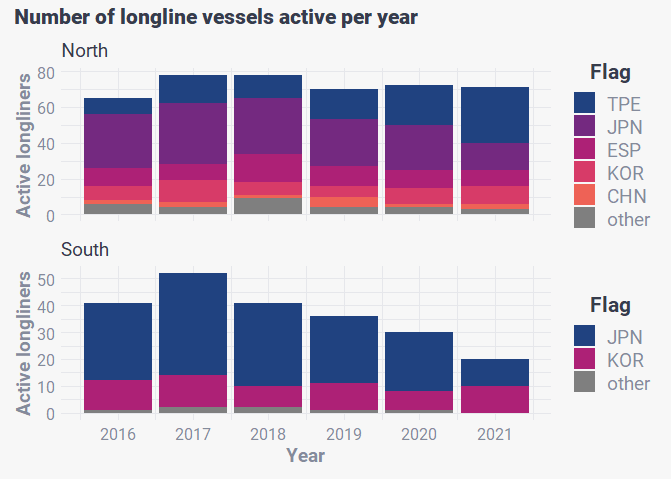 Number of longline vessels active per year
North
Active longliners
80
60
40
20
0
Flag
TPE
JPN
ESP
KOR
CHN
other
South
Active longliners
50
40
30
20
10
0
Flag
JPN
KOR
other
2016 2017 2018 2019 2020 2021
Year